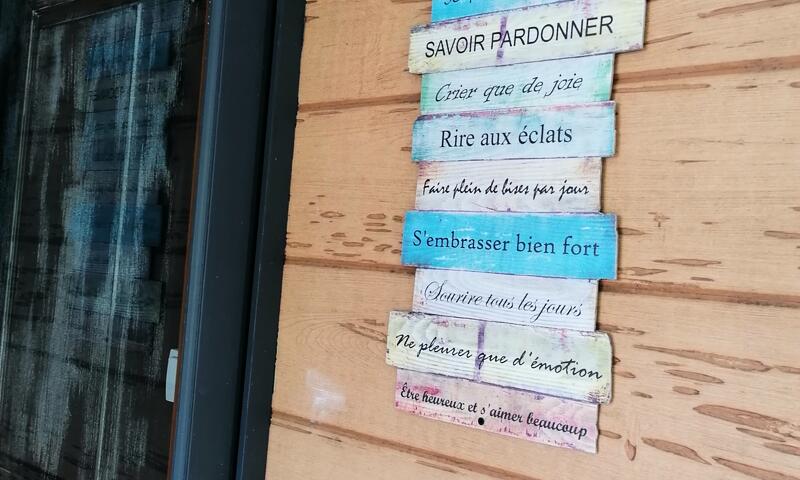 SAVOIR PARDONNER
Crier que de joie
Rire aux éclats
Faire plein de bises par jour
S'embrasser bien fort
Sourire tous les jours
Ne pleurer que d'émotion
Être heureux et s'aimer beaucoup